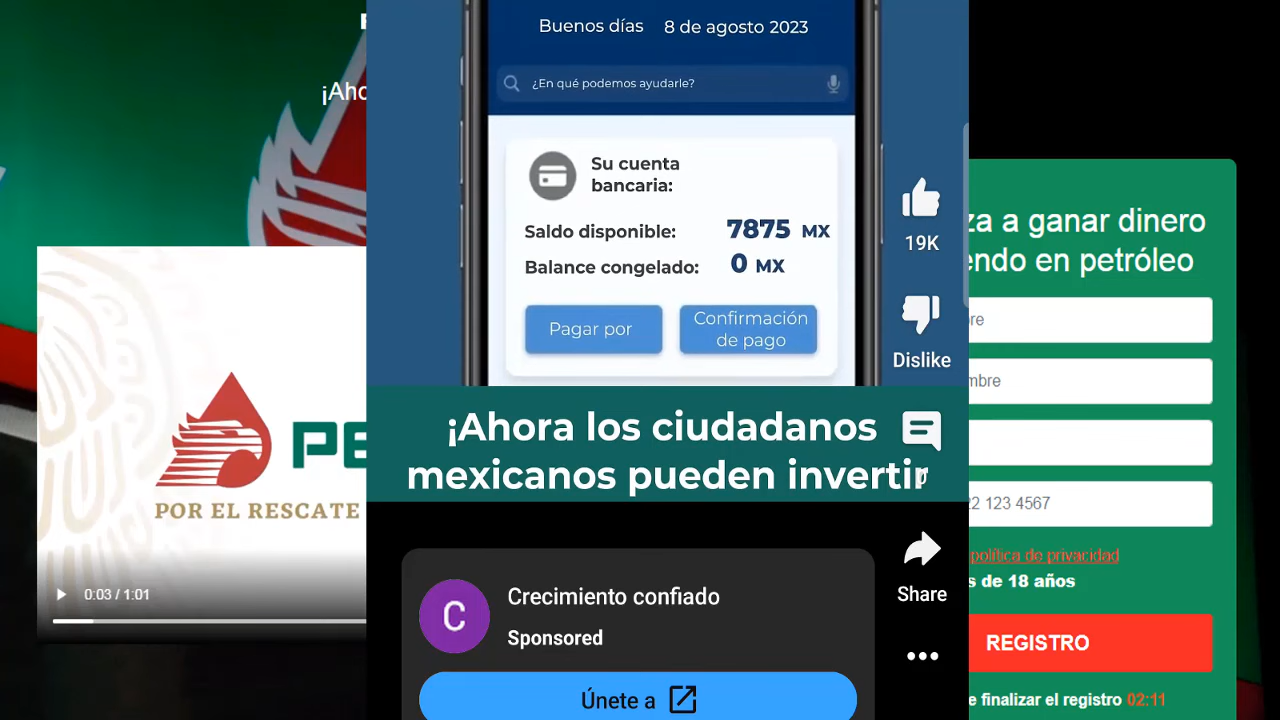 ¡Aho
PE
POR EL RESCATE
0:03 / 1:01
Buenos días 8 de agosto 2023
¿En qué podemos ayudarle?
Su cuenta
bancaria:
Saldo disponible: 7875 MX
Balance congelado: 0 MX
Pagar por
Confirmación
de pago
19K
Dislike
¡Ahora los ciudadanos
mexicanos pueden invertir
Crecimiento confiado
Sponsored
Únete a
Share
za a ganar dinero
endo en petróleo
re
mbre
22 123 4567
política de privacidad
s de 18 años
REGISTRO
e finalizar el registro 02:11